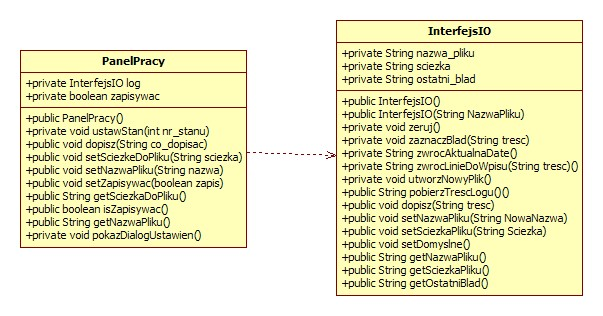 PanelPracy
+private InterfejsIO log
+private boolean zapisywac
+public PanelPracy()
+private void ustawStan(int nr_stanu)
+public void dopisz(String co_dopisac)
+public void setSciezkeDoPliku(String sciezka)
+public void setNazwaPliku(String nazwa)
+public void setZapisywac(boolean zapis)
+public String getSciezkaDoPliku()
+public boolean isZapisywac()
+public String getNazwaPliku()
+private void pokazDialogUstawien()
InterfejsIO
+private String nazwa_pliku
+private String sciezka
+private String ostatni_blad
+public InterfejsIO()
+public InterfejsIO(String NazwaPliku)
+private void zeruj()
+private void zaznaczBlad(String tresc)
+private String zwrocAktualnaDate()
+private String zwrocLinieDoWpisu(String tresc)()
+private void utworzNowyPlik()
+public String pobierzTrescLogu()()
+public void dopisz(String tresc)
+public void setNazwaPliku(String NowaNazwa)
+public void setSciezkaPliku(String Sciezka)
+public void setDomyslne()
+public String getNazwaPliku()
+public String getSciezkaPliku()
+public String getOstatniBlad()